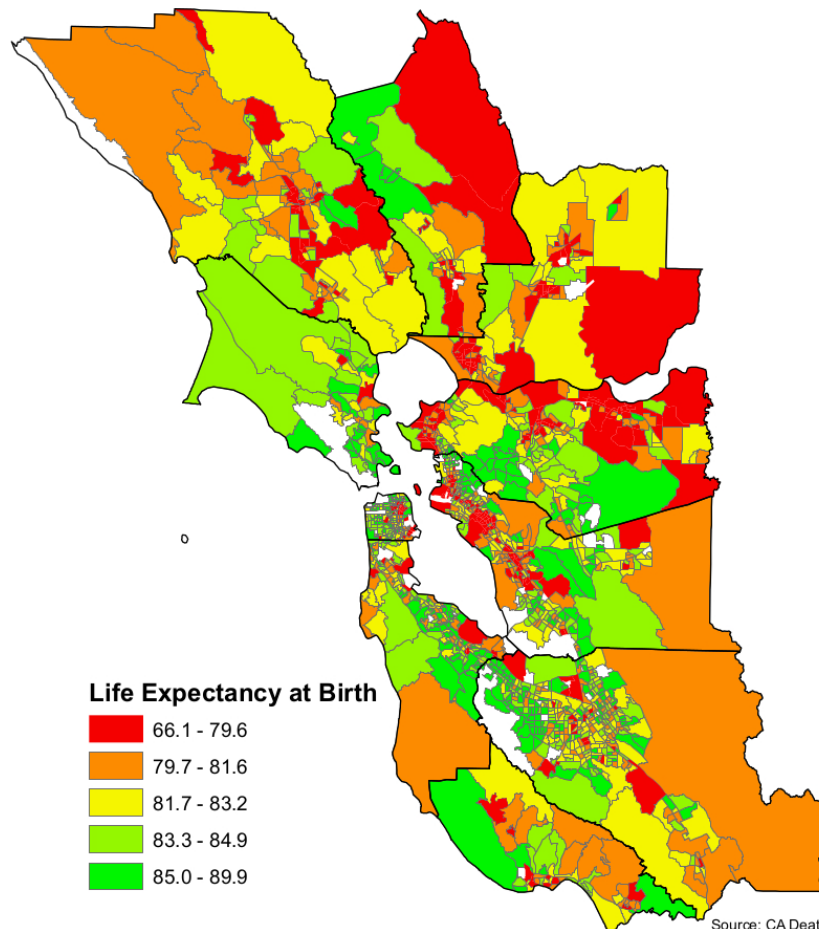 Life Expectancy at Birth
66.1 - 79.6
79.7 - 81.6
81.7 - 83.2
83.3 - 84.9
85.0 - 89.9
Source: CA Deat